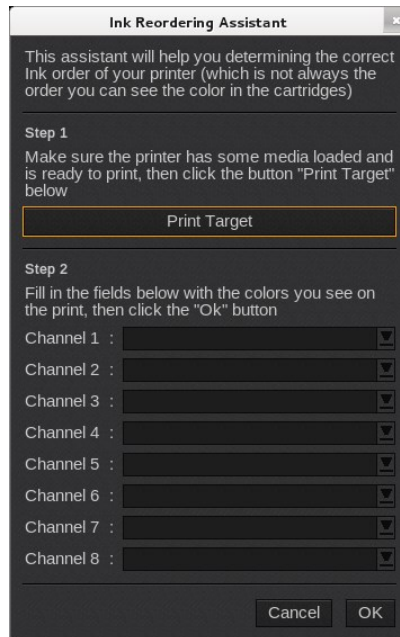 Ink Reordering Assistant
This assistant will help you determining the correct
Ink order of your printer (which is not always the
order you can see the color in the cartridges)
Step 1
Make sure the printer has some media loaded and
is ready to print, then click the button "Print Target"
below
Print Target
Step 2
Fill in the fields below with the colors you see on
the print, then click the "Ok" button
Channel 1 :
Channel 2 :
Channel 3 :
Channel 4 :
Channel 5 :
Channel 6 :
Channel 7 :
Channel 8 :
Cancel OK